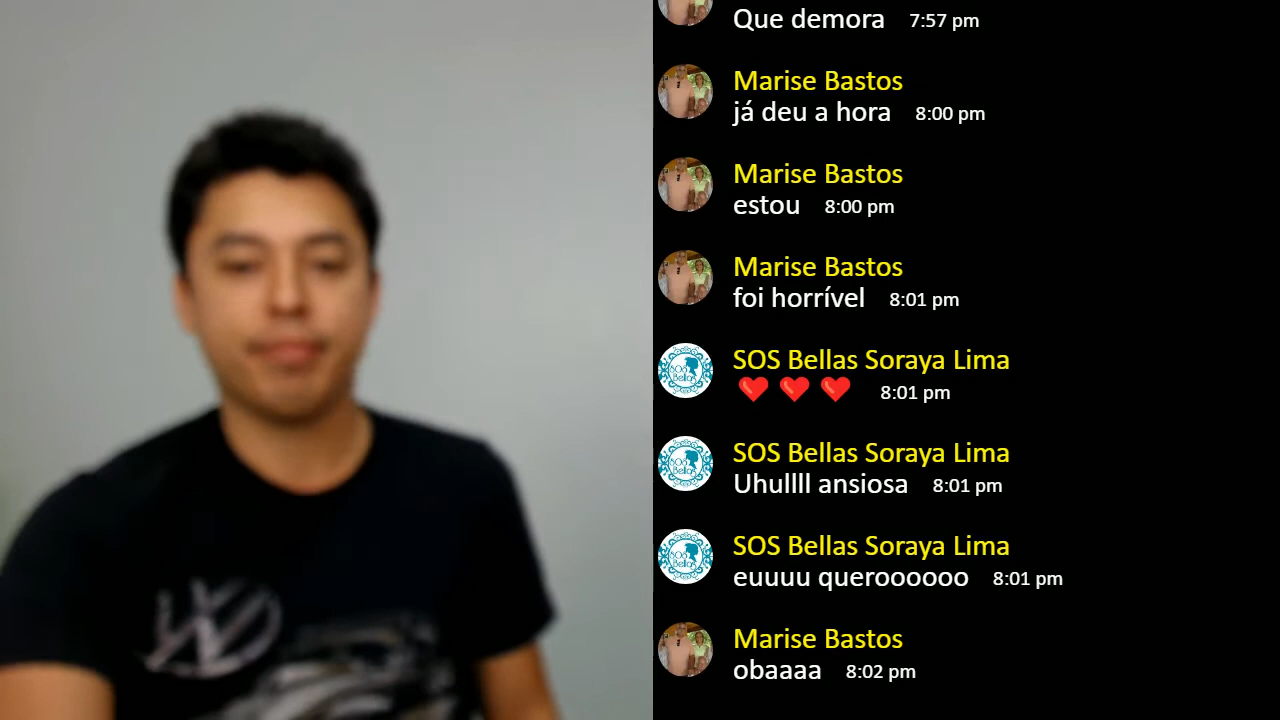 Que demora 7:57 pm
Marise Bastos
já deu a hora 8:00 pm
Marise Bastos
estou 8:00 pm
Marise Bastos
foi horrível 8:01 pm
SOS Bellas Soraya Lima
❤️ ❤️ ❤️ 8:01 pm
SOS Bellas Soraya Lima
Uhullll ansiosa 8:01 pm
SOS Bellas Soraya Lima
euuuu queroooooo 8:01 pm
Marise Bastos
obaaaa 8:02 pm